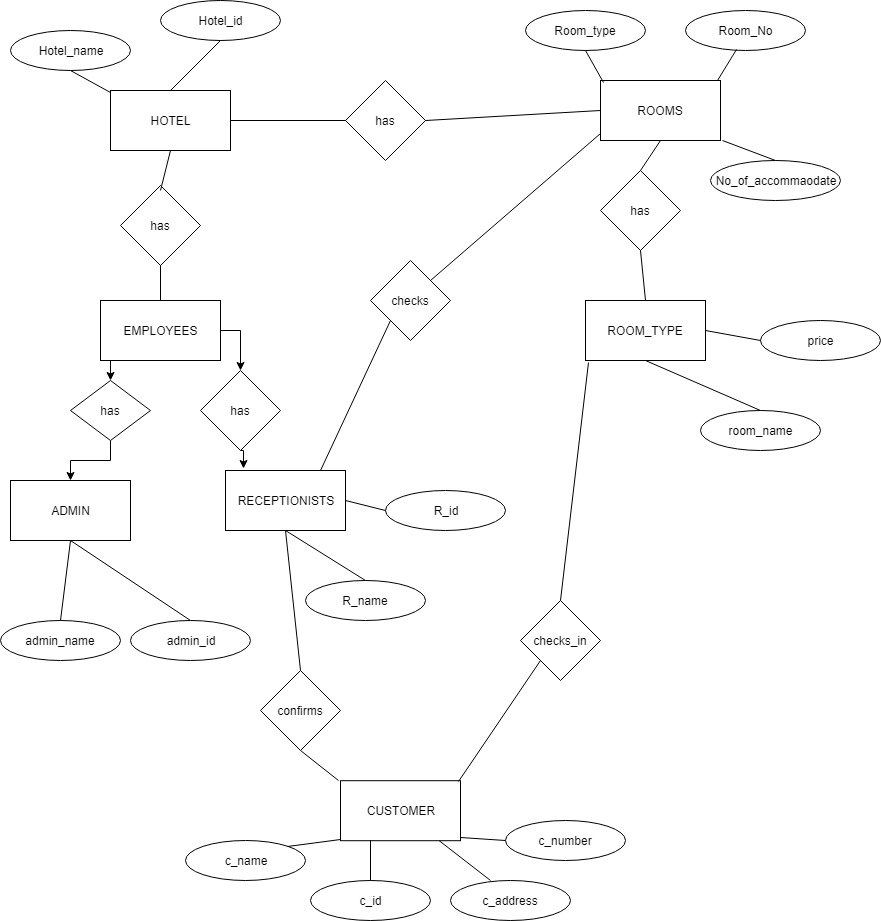 Hotel_id
Room_type
Room_No
Hotel_name
HOTEL
has
ROOMS
No_of_accommaodate
has
has
checks
EMPLOYEES
ROOM_TYPE
price
has
has
room_name
ADMIN
RECEPTIONISTS
R_id
R_name
admin_name
admin_id
checks_in
confirms
CUSTOMER
c_number
c_name
c_id
c_address